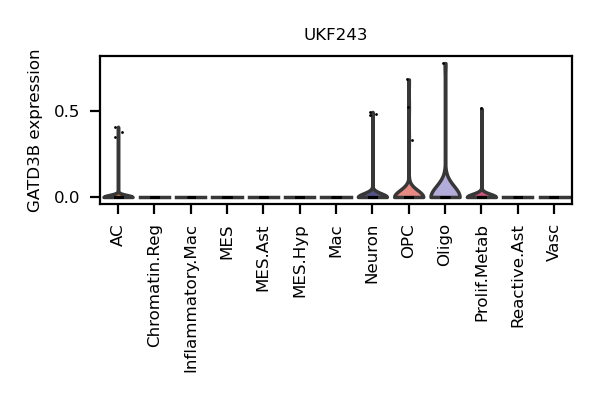 UKF243
GATD3B expression
0.5
0.0
AC
Chromatin.Reg
Inflammatory.Mac
MES
MES.Ast
MES.Hyp
Mac
Neuron
OPC
Oligo
Prolif.Metab
Reactive.Ast
Vasc